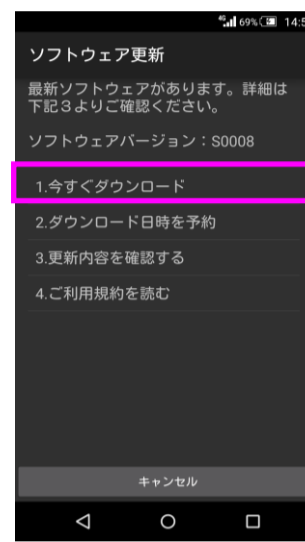 4G 69% 14:5
ソフトウェア更新
最新ソフトウェアがあります。詳細は
下記3よりご確認ください。
ソフトウェアバージョン：S0008
1.今すぐダウンロード
2.ダウンロード日時を予約
3.更新内容を確認する
4.ご利用規約を読む
キャンセル